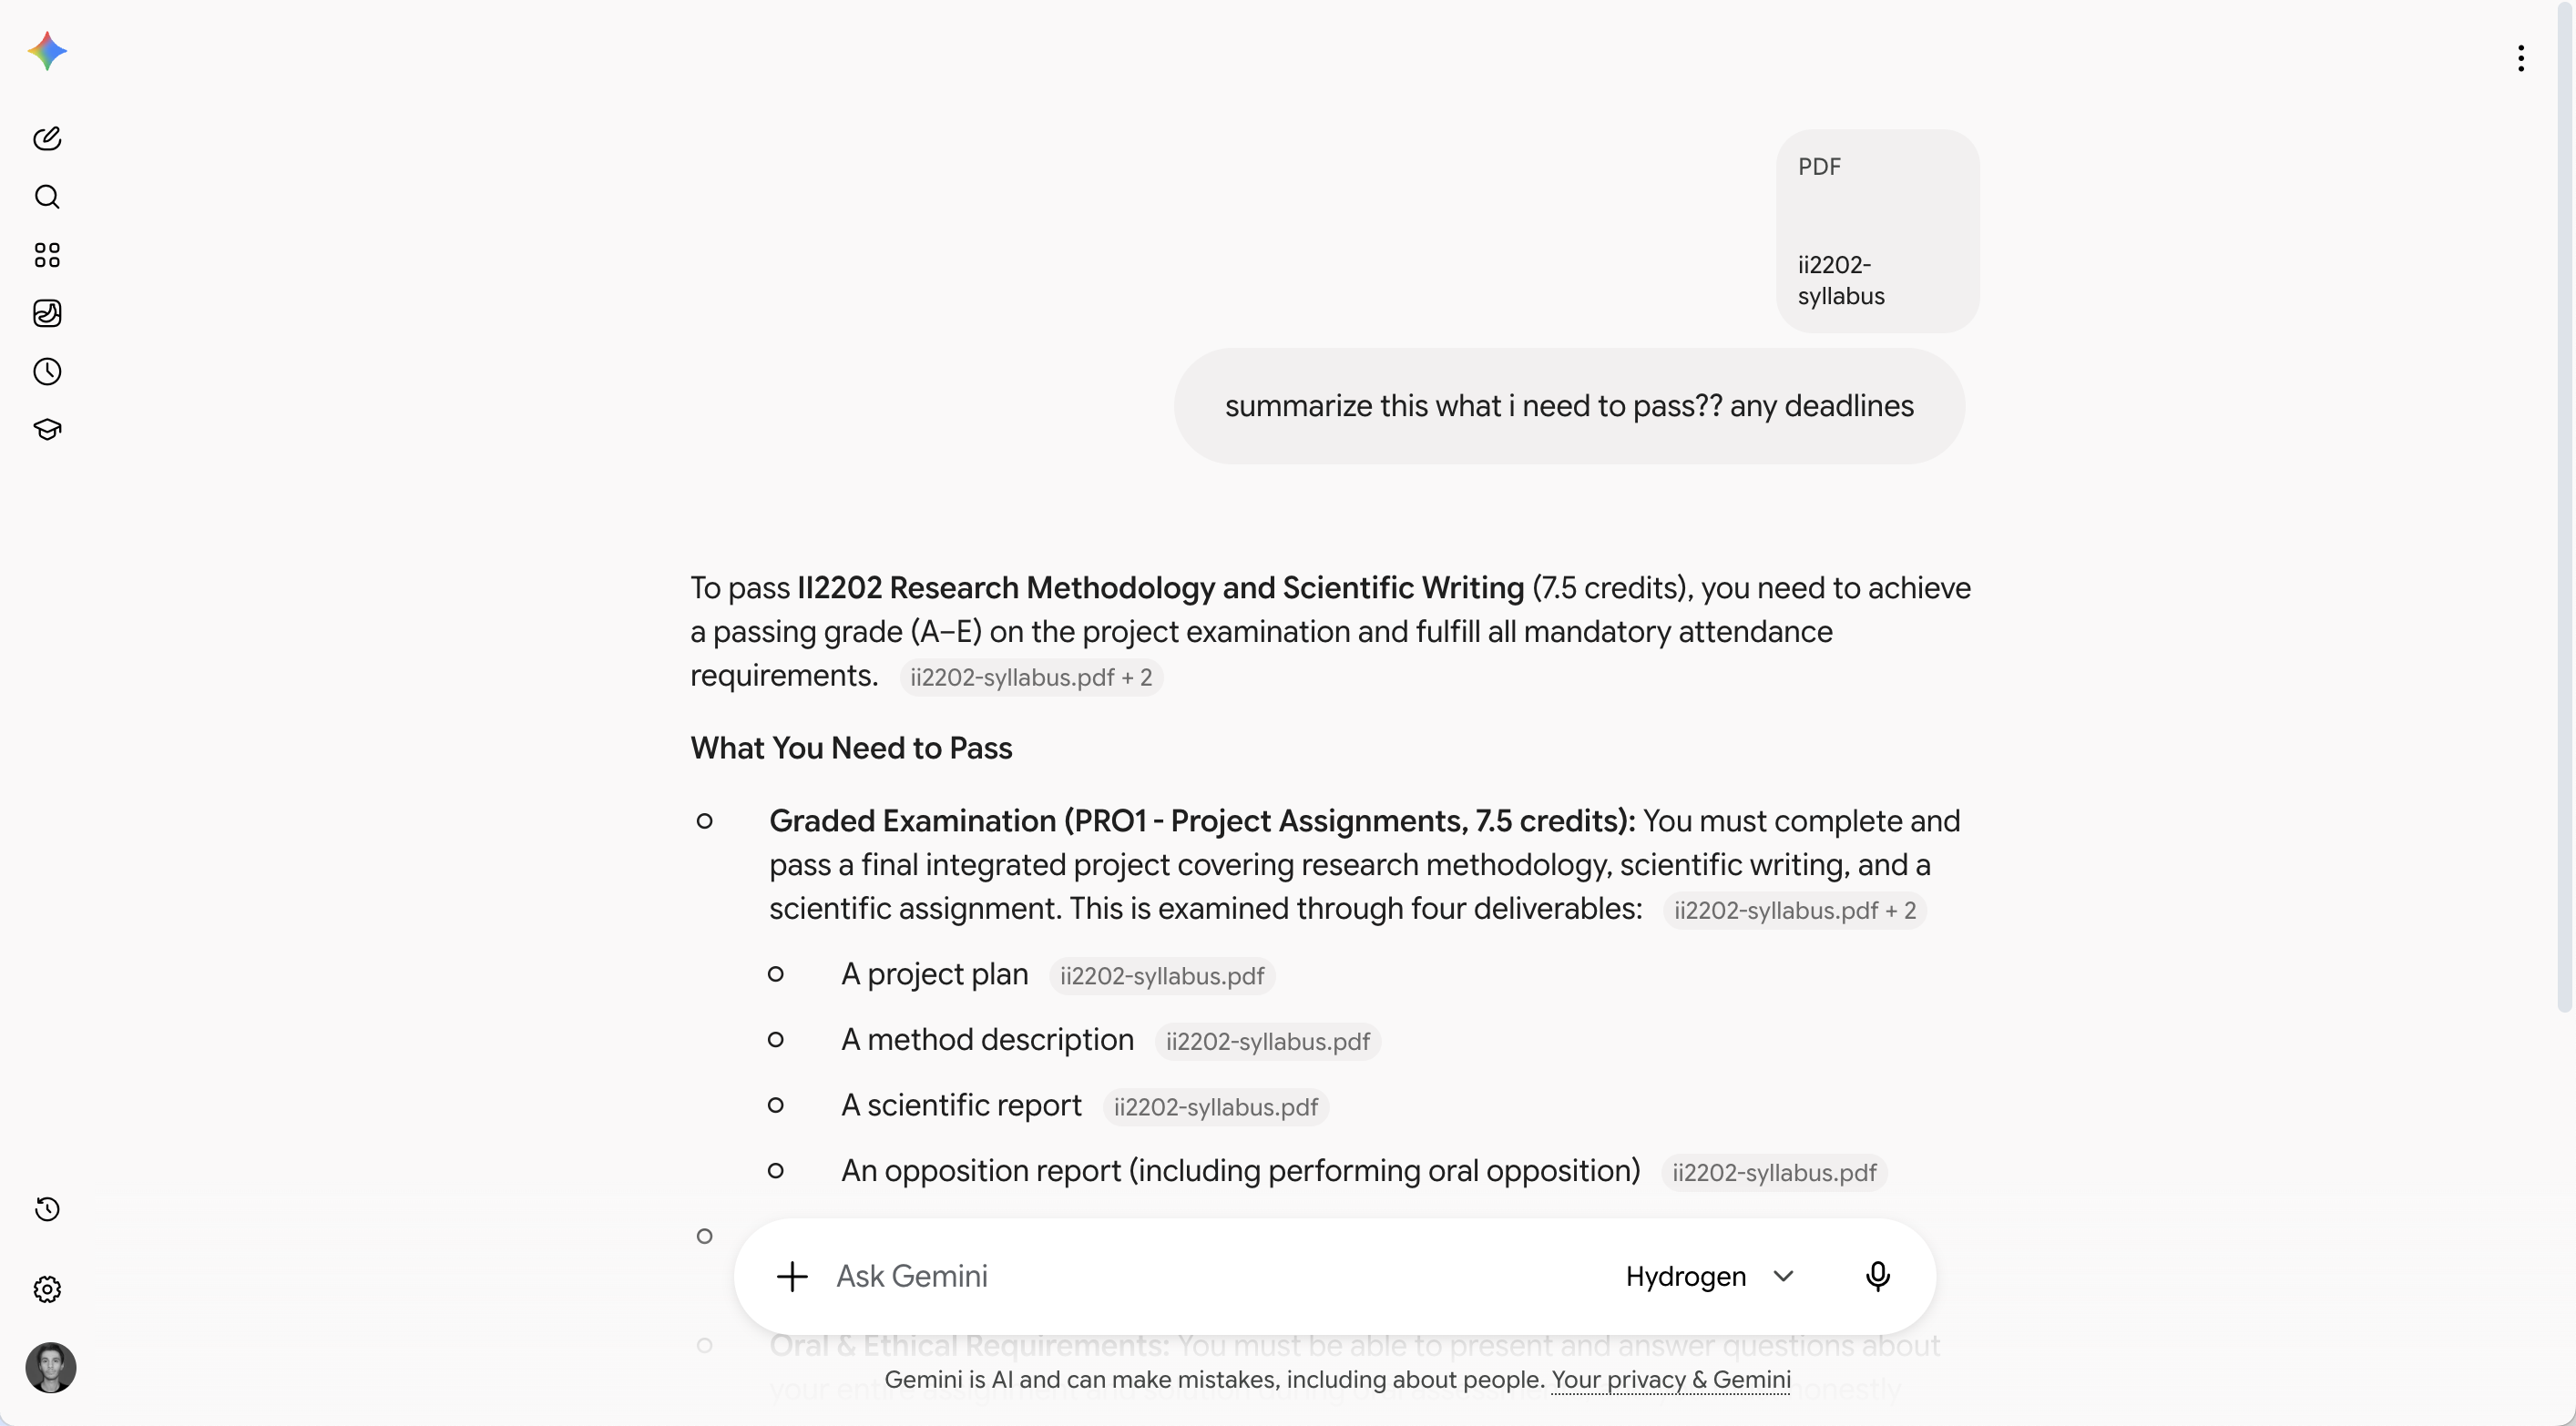 PDF
ii2202-
syllabus
summarize this what i need to pass?? any deadlines
To pass II2202 Research Methodology and Scientific Writing (7.5 credits), you need to achieve
a passing grade (A–E) on the project examination and fulfill all mandatory attendance
requirements. ii2202-syllabus.pdf + 2
What You Need to Pass
Graded Examination (PRO1 - Project Assignments, 7.5 credits): You must complete and
pass a final integrated project covering research methodology, scientific writing, and a
scientific assignment. This is examined through four deliverables: ii2202-syllabus.pdf + 2
A project plan ii2202-syllabus.pdf
A method description ii2202-syllabus.pdf
A scientific report ii2202-syllabus.pdf
An opposition report (including performing oral opposition) ii2202-syllabus.pdf
Ask Gemini
Hydrogen
Oral & Ethical Requirements: You must be able to present and answer questions about
your entire assignment and honestly
Gemini is AI and can make mistakes, including about people. Your privacy & Gemini